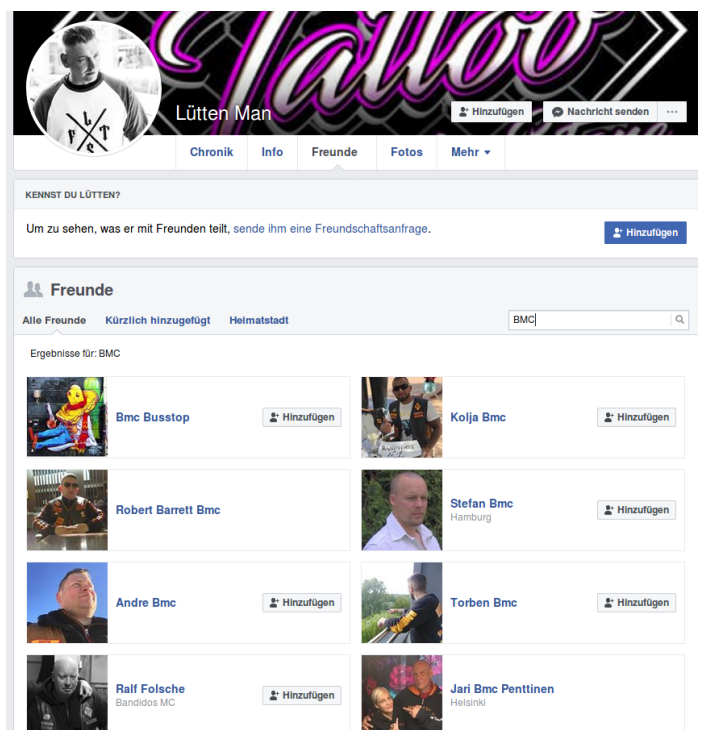 Tattoo
Lütten Man
Hinzufügen
Nachricht senden
Chronik
Info
Freunde
Fotos
Mehr
KENNST DU LÜTTEN?
Um zu sehen, was er mit Freunden teilt, sende ihm eine Freundschaftsanfrage.
Hinzufügen
Freunde
Alle Freunde
Kürzlich hinzugefügt
Heimatstadt
BMC
Ergebnisse für: BMC
Bmc Busstop
Hinzufügen
Kolja Bmc
Hinzufügen
Robert Barrett Bmc
Stefan Bmc
Hamburg
Hinzufügen
Andre Bmc
Hinzufügen
Torben Bmc
Hinzufügen
Ralf Folsche
Bandidos MC
Hinzufügen
Jari Bmc Penttinen
Helsinki